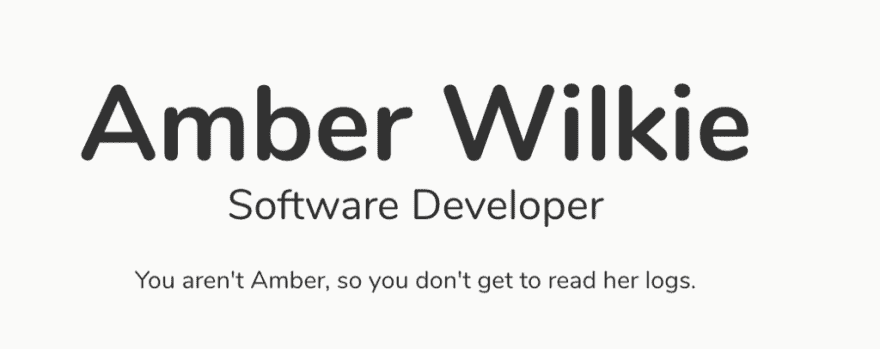 Amber Wilkie
Software Developer
You aren't Amber, so you don't get to read her logs.